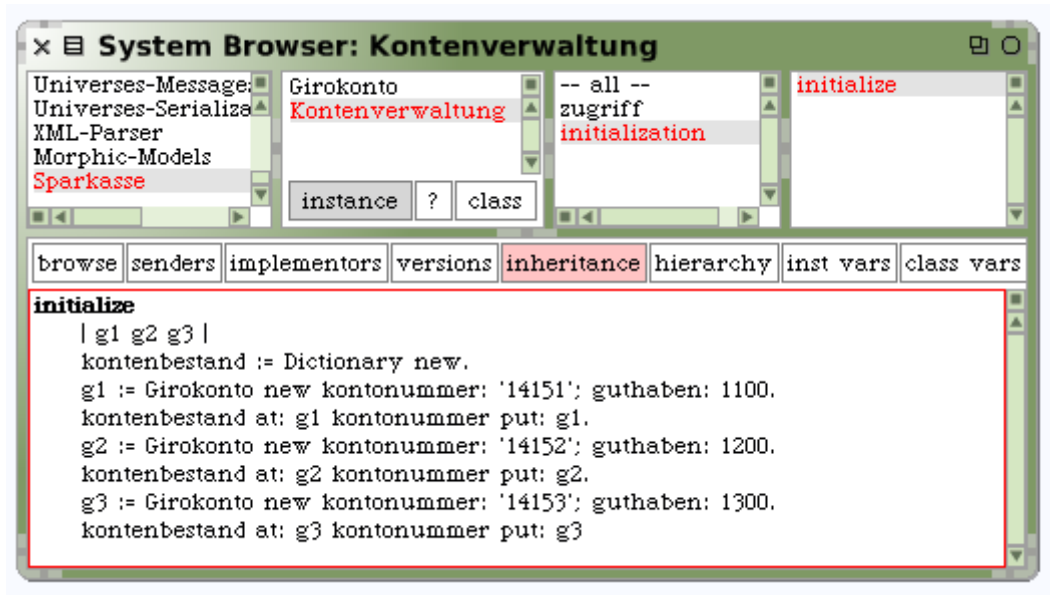 System Browser: Kontenverwaltung
Universes-Message
Universes-Serializa
XML-Parser
Morphic-Models
Sparkasse
Girokonto
Kontenverwaltung
instance ? class
-- all --
zugriff
initialization
initialize
browse senders implementors versions inheritance hierarchy inst vars class vars
initialize
| g1 g2 g3 |
kontenbestand := Dictionary new.
g1 := Girokonto new kontonummer: '14151'; guthaben: 1100.
kontenbestand at: g1 kontonummer put: g1.
g2 := Girokonto new kontonummer: '14152'; guthaben: 1200.
kontenbestand at: g2 kontonummer put: g2.
g3 := Girokonto new kontonummer: '14153'; guthaben: 1300.
kontenbestand at: g3 kontonummer put: g3